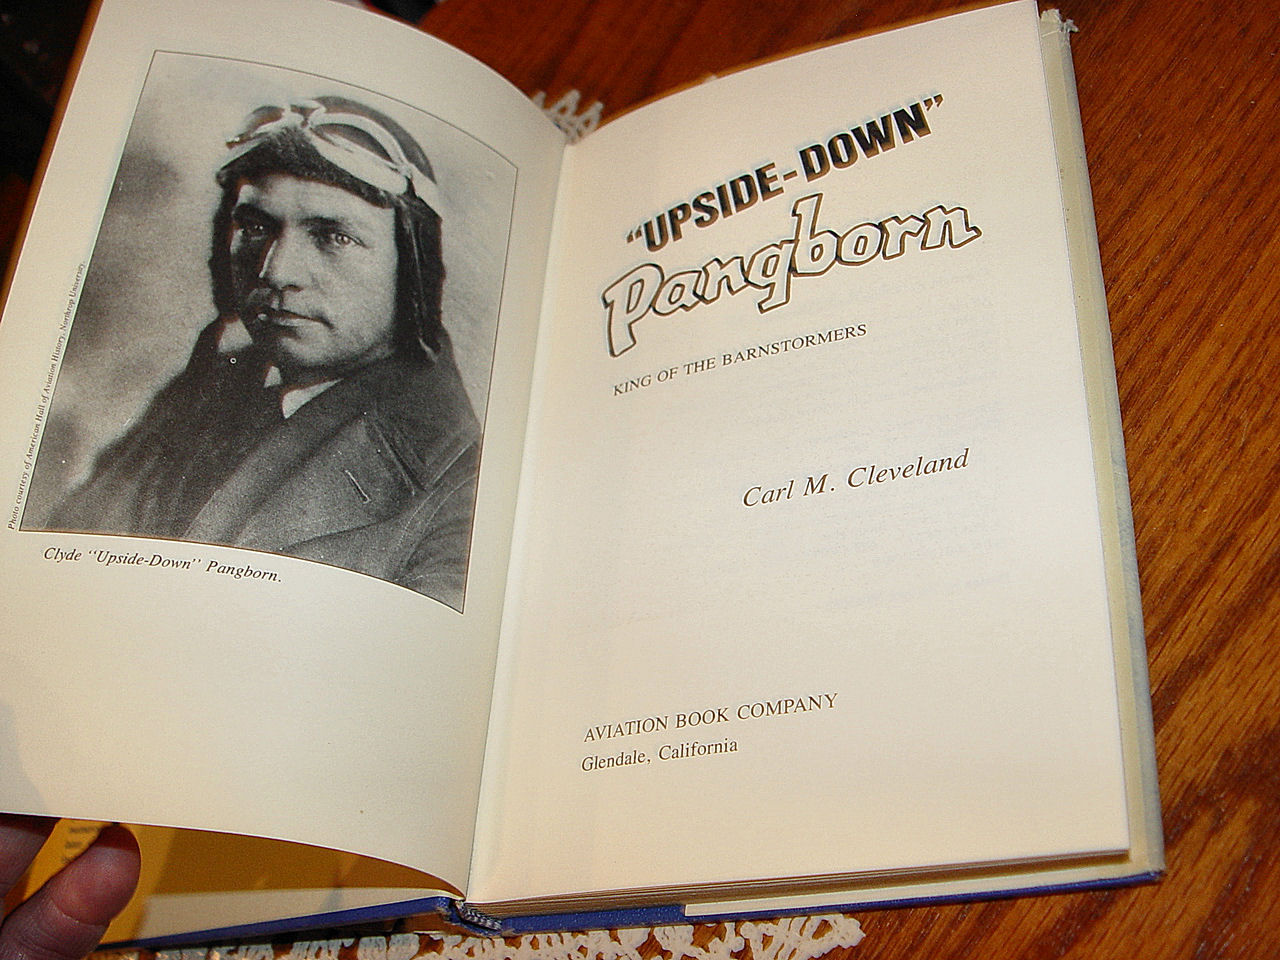 Photo courtesy of American Hall of Aviation History, Northrop University.
Clyde “Upside-Down” Pangborn.
“UPSIDE-DOWN”
Pangborn
KING OF THE BARNSTORMERS
Carl M. Cleveland
AVIATION BOOK COMPANY
Glendale, California